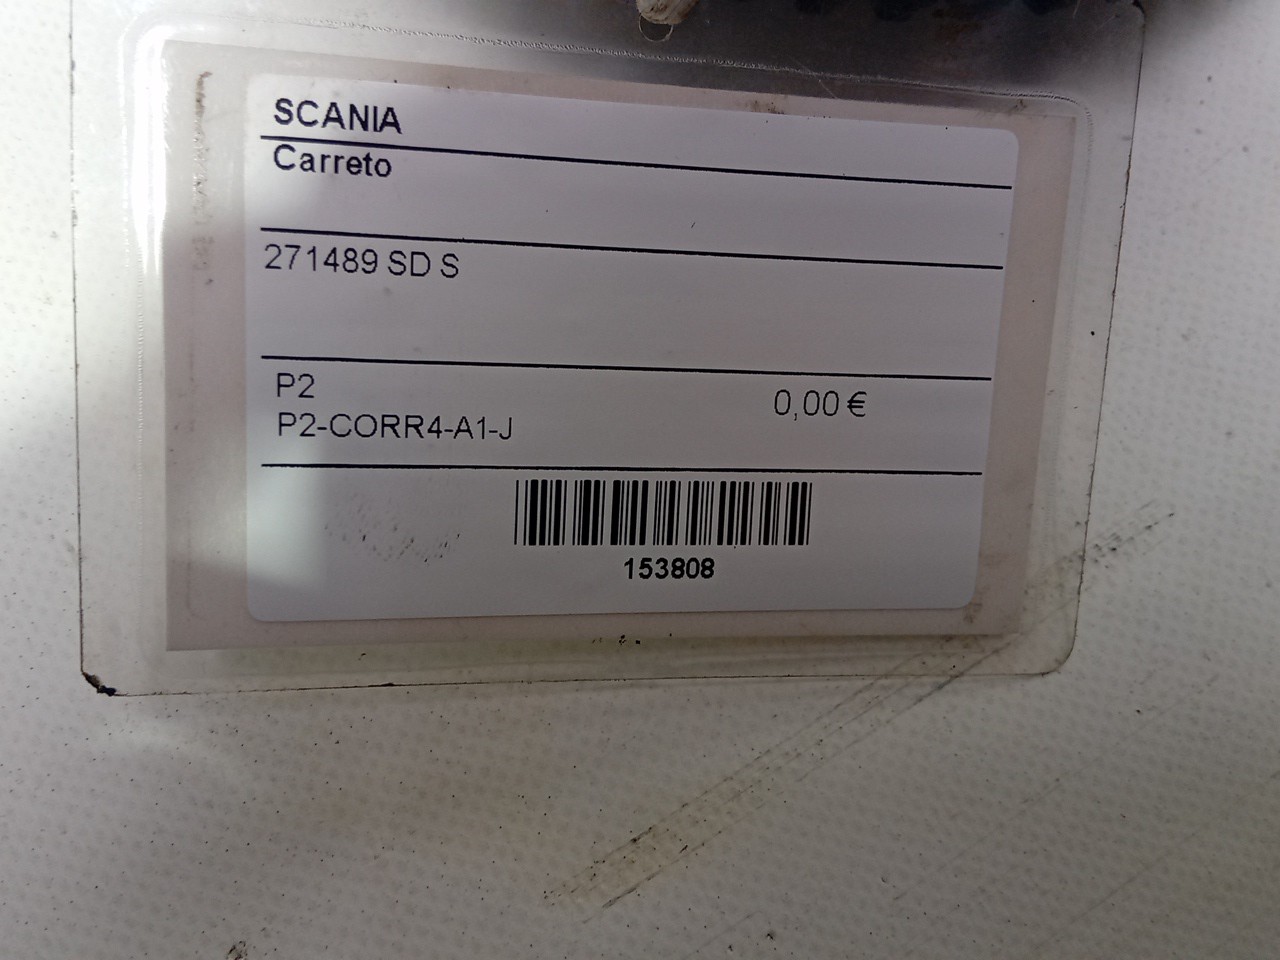 SCANIA
Carreto
271489 SD S
P2
0,00 €
P2-CORR4-A1-J
153808